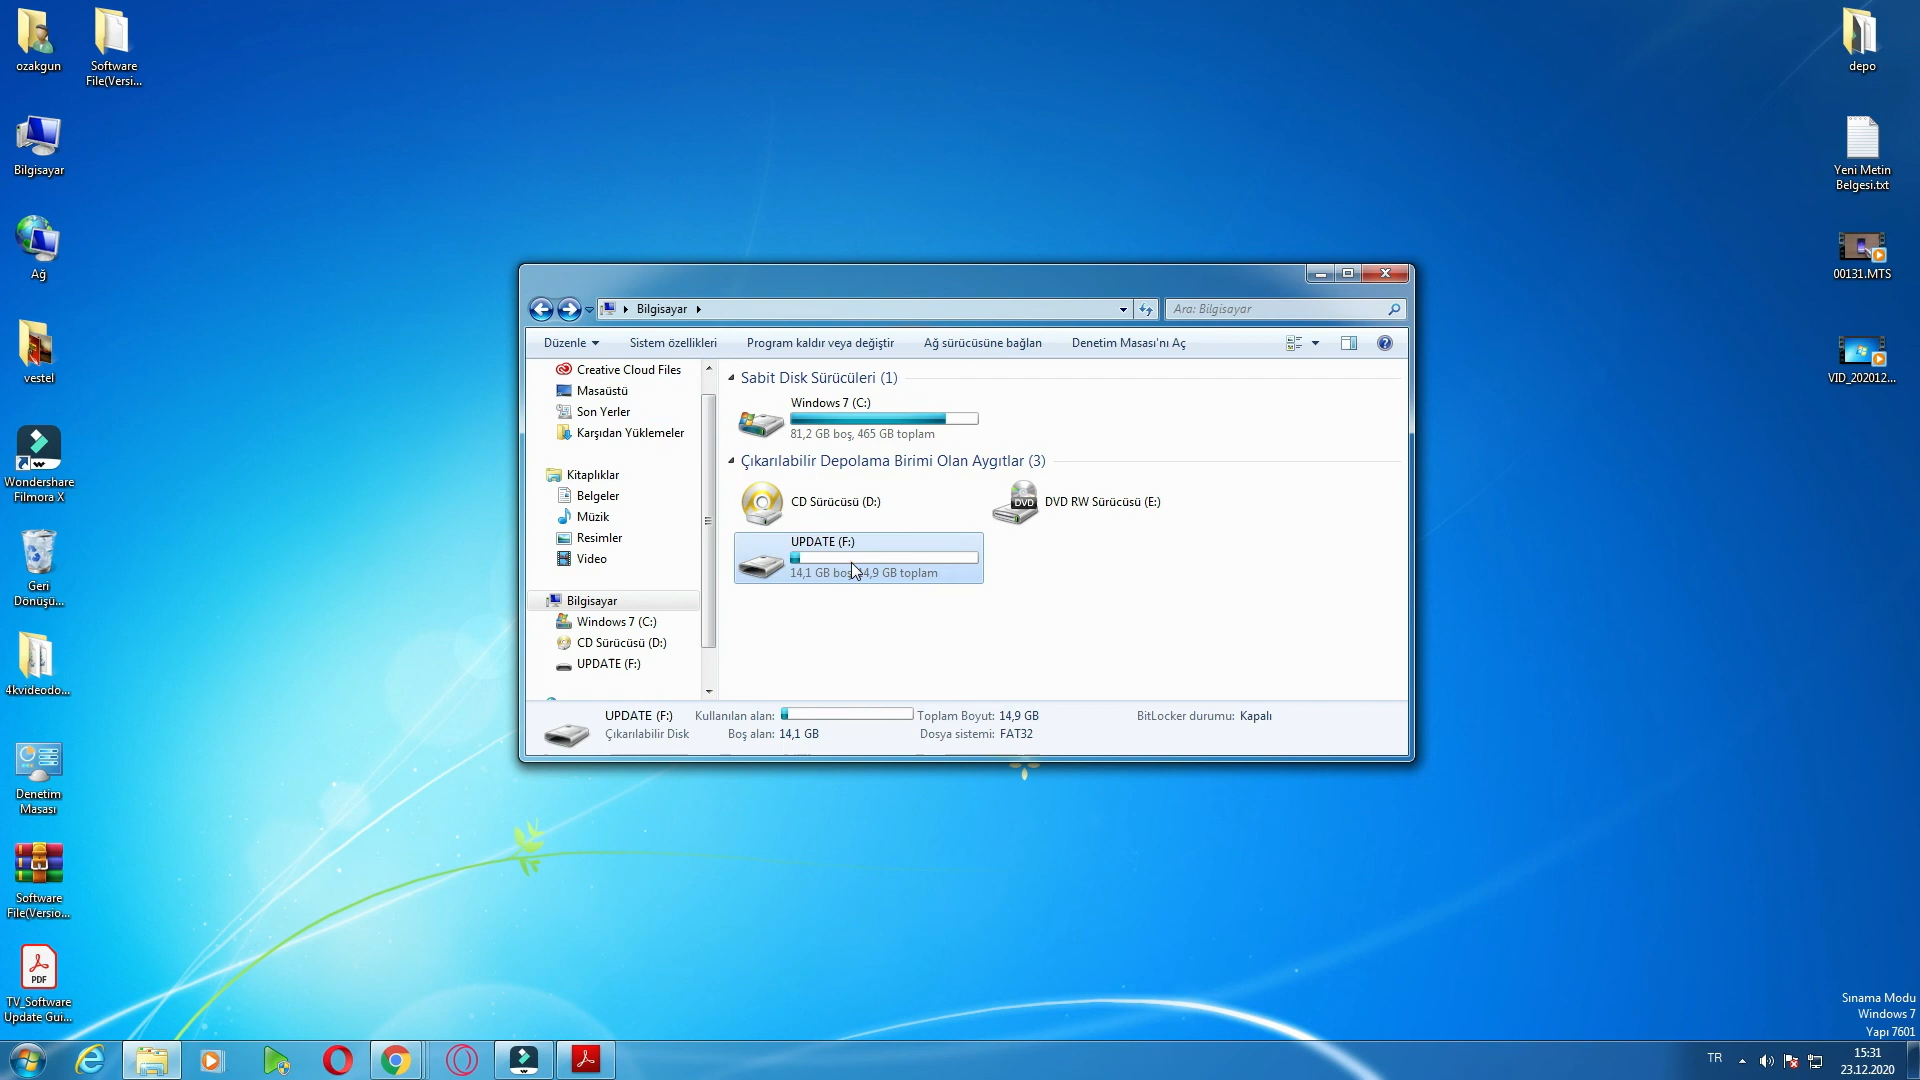 ozakgun
Software
File(Versi...
Bilgisayar
Ağ
vestel
Wondershare
Filmora X
Geri
Dönüşü...
4kvideodo...
Denetim
Masası
Software
File(Versio...
PDF
TV_Software
Update Gui...
depo
Yeni Metin
Belgesi.txt
00131.MTS
VID_202012...
Bilgisayar
Ara: Bilgisayar
Düzenle
Sistem özellikleri
Program kaldır veya değiştir
Ağ sürücüsüne bağlan
Denetim Masası'nı Aç
Creative Cloud Files
Masaüstü
Son Yerler
Karşıdan Yüklemeler
Kitaplıklar
Belgeler
Müzik
Resimler
Video
Bilgisayar
Windows 7 (C:)
CD Sürücüsü (D:)
UPDATE (F:)
Sabit Disk Sürücüleri (1)
Windows 7 (C:)
81,2 GB boş, 465 GB toplam
Çıkarılabilir Depolama Birimi Olan Aygıtlar (3)
CD Sürücüsü (D:)
DVD
DVD RW Sürücüsü (E:)
UPDATE (F:)
14,1 GB boş, 14,9 GB toplam
UPDATE (F:) Kullanılan alan: Toplam Boyut: 14,9 GB BitLocker durumu: Kapalı
Çıkarılabilir Disk Boş alan: 14,1 GB Dosya sistemi: FAT32
Sınama Modu
Windows 7
Yapı 7601
TR
15:31
23.12.2020